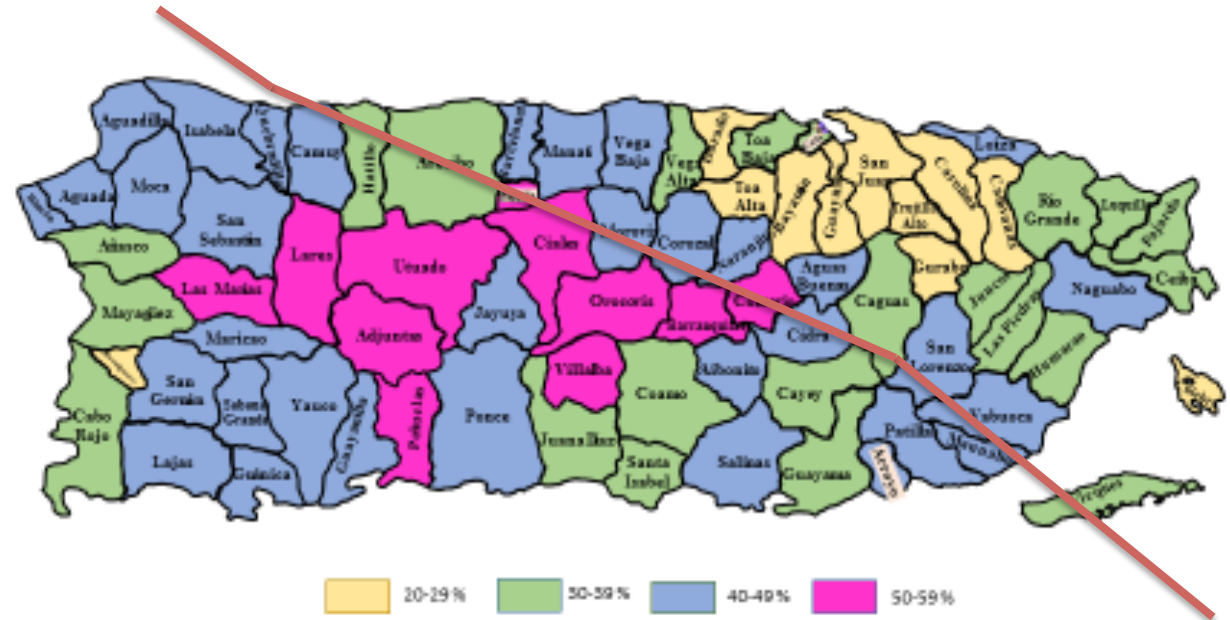 Aguadilla
Isabela
Camuy
Hatillo
Arecibo
Manatí
Vega
Baja
Vega
Alta
Dorado
Toa
Baja
Toa
Alta
Bayamón
San
Juan
Trujillo
Alto
Carolina
Canóvanas
Loíza
Río
Grande
Luquillo
Fajardo
Ceiba
Naguabo
Aguada
Moca
San
Sebastián
Añasco
Las Marías
Lares
Utuado
Ciales
Corozal
Naranjito
Orocovis
Aguas
Buenas
Caguas
Gurabo
Juncos
Las Piedras
Humacao
Mayagüez
Maricao
Adjuntas
Jayuya
Villalba
Cidra
Aibonito
San
Lorenzo
Cabo
Rojo
San
Germán
Sabana
Grande
Yauco
Guayanilla
Peñuelas
Ponce
Juana Díaz
Coamo
Cayey
Yabucoa
Patillas
Lajas
Guánica
Santa
Isabel
Salinas
Guayama
Arroyo
Vieques
20-29%
30-39%
40-49%
50-59%